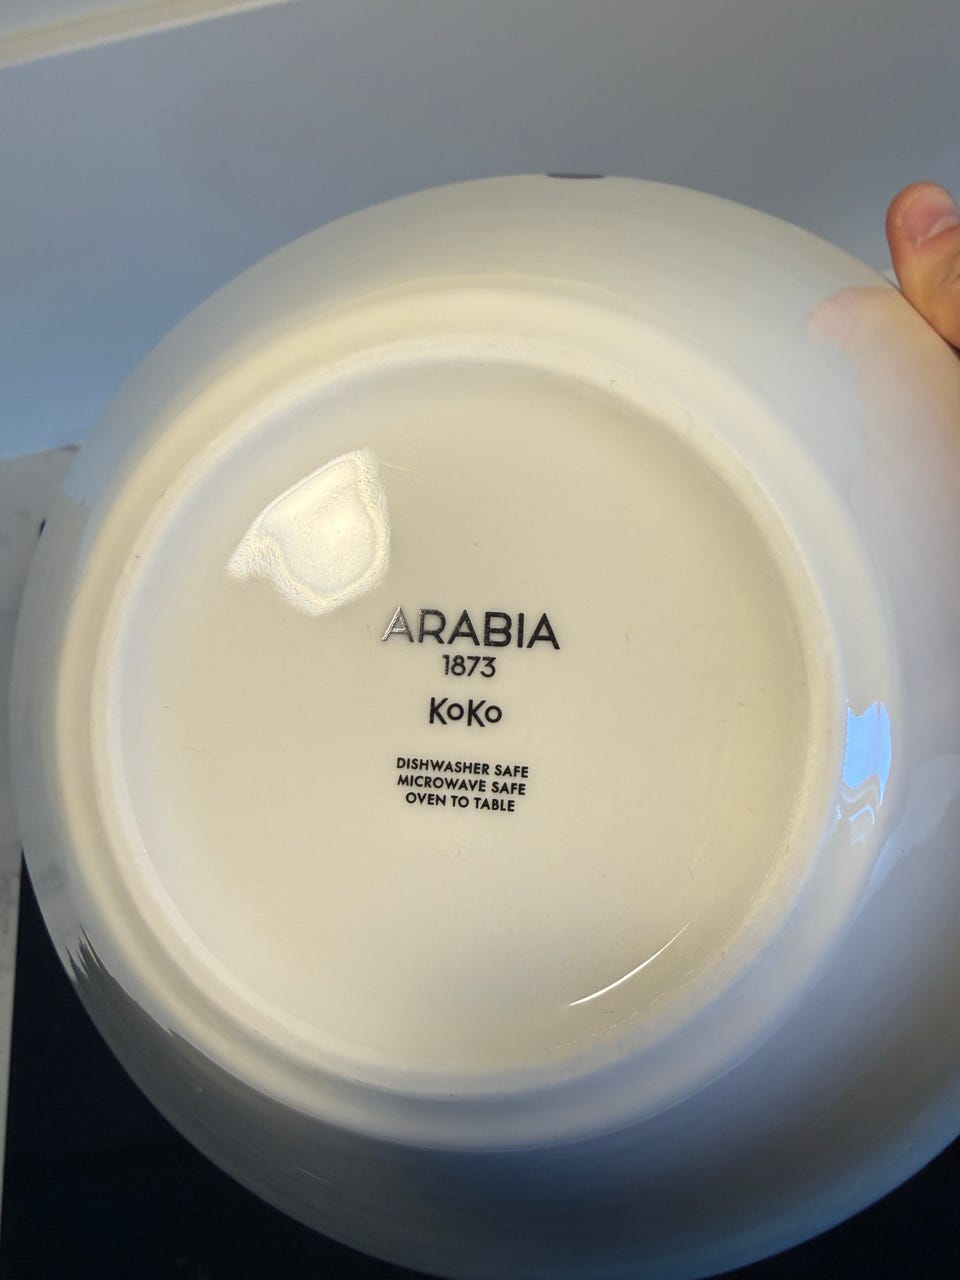 ARABIA
1873
KoKo
DISHWASHER SAFE
MICROWAVE SAFE
OVEN TO TABLE